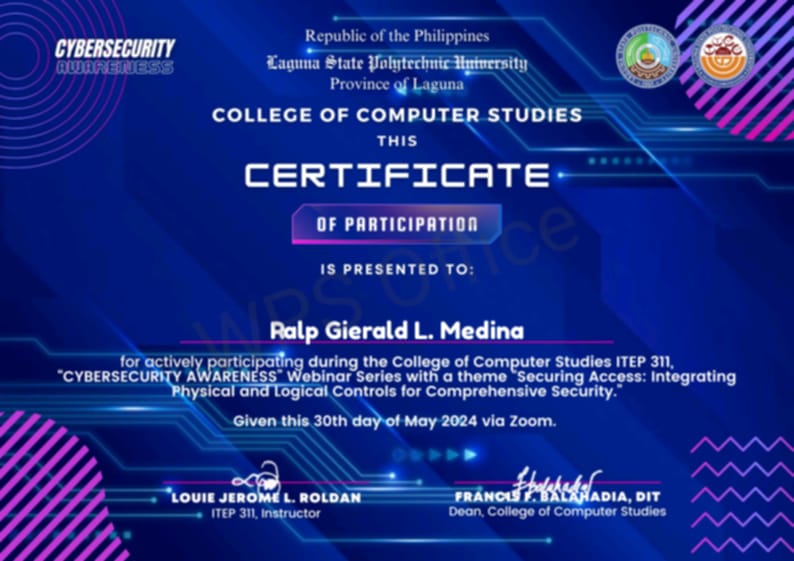 CYBERSECURITY
AWARENESS
Republic of the Philippines
Laguna State Polytechnic University
Province of Laguna
COLLEGE OF COMPUTER STUDIES
THIS
CERTIFICATE
OF PARTICIPATION
IS PRESENTED TO:
WPS Office
Ralp Gierald L. Medina
for actively participating during the College of Computer Studies ITEP 311,
"CYBERSECURITY AWARENESS" Webinar Series with a theme "Securing Access: Integrating
Physical and Logical Controls for Comprehensive Security."
Given this 30th day of May 2024 via Zoom.
LOUIE JEROME L. ROLDAN
ITEP 311, Instructor
FRANCIS F. BALAHADIA, DIT
Dean, College of Computer Studies